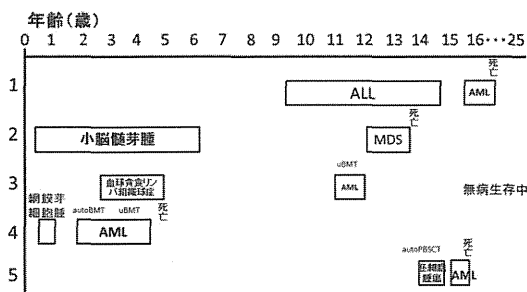 年齢(歳)
0 1 2 3 4 5 6 7 8 9 10 11 12 13 14 15 16…25
死亡
1 ALL AML
死亡
2 小脳髄芽腫 MDS
uBMT
3 血球貪食リン
パ組織球症 AML 無病生存中
網膜芽
細胞腫 autoBMT uBMT 死亡
4 AML
autoPBSCT 死亡
腫瘍
5 AML